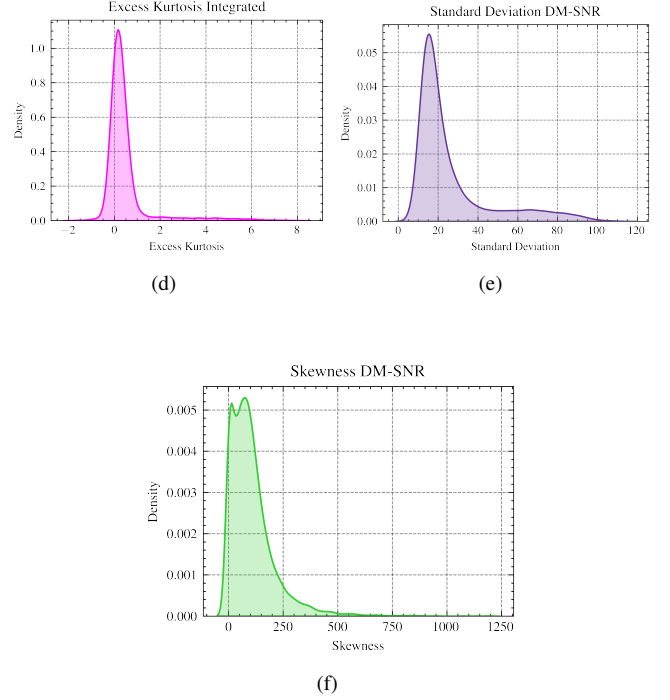 Excess Kurtosis Integrated
Density
1.0
0.8
0.6
0.4
0.2
0.0
−2 0 2 4 6 8
Excess Kurtosis
(d)
Standard Deviation DM-SNR
Density
0.05
0.04
0.03
0.02
0.01
0.00
0 20 40 60 80 100 120
Standard Deviation
(e)
Skewness DM-SNR
Density
0.005
0.004
0.003
0.002
0.001
0.000
0 250 500 750 1000 1250
Skewness
(f)